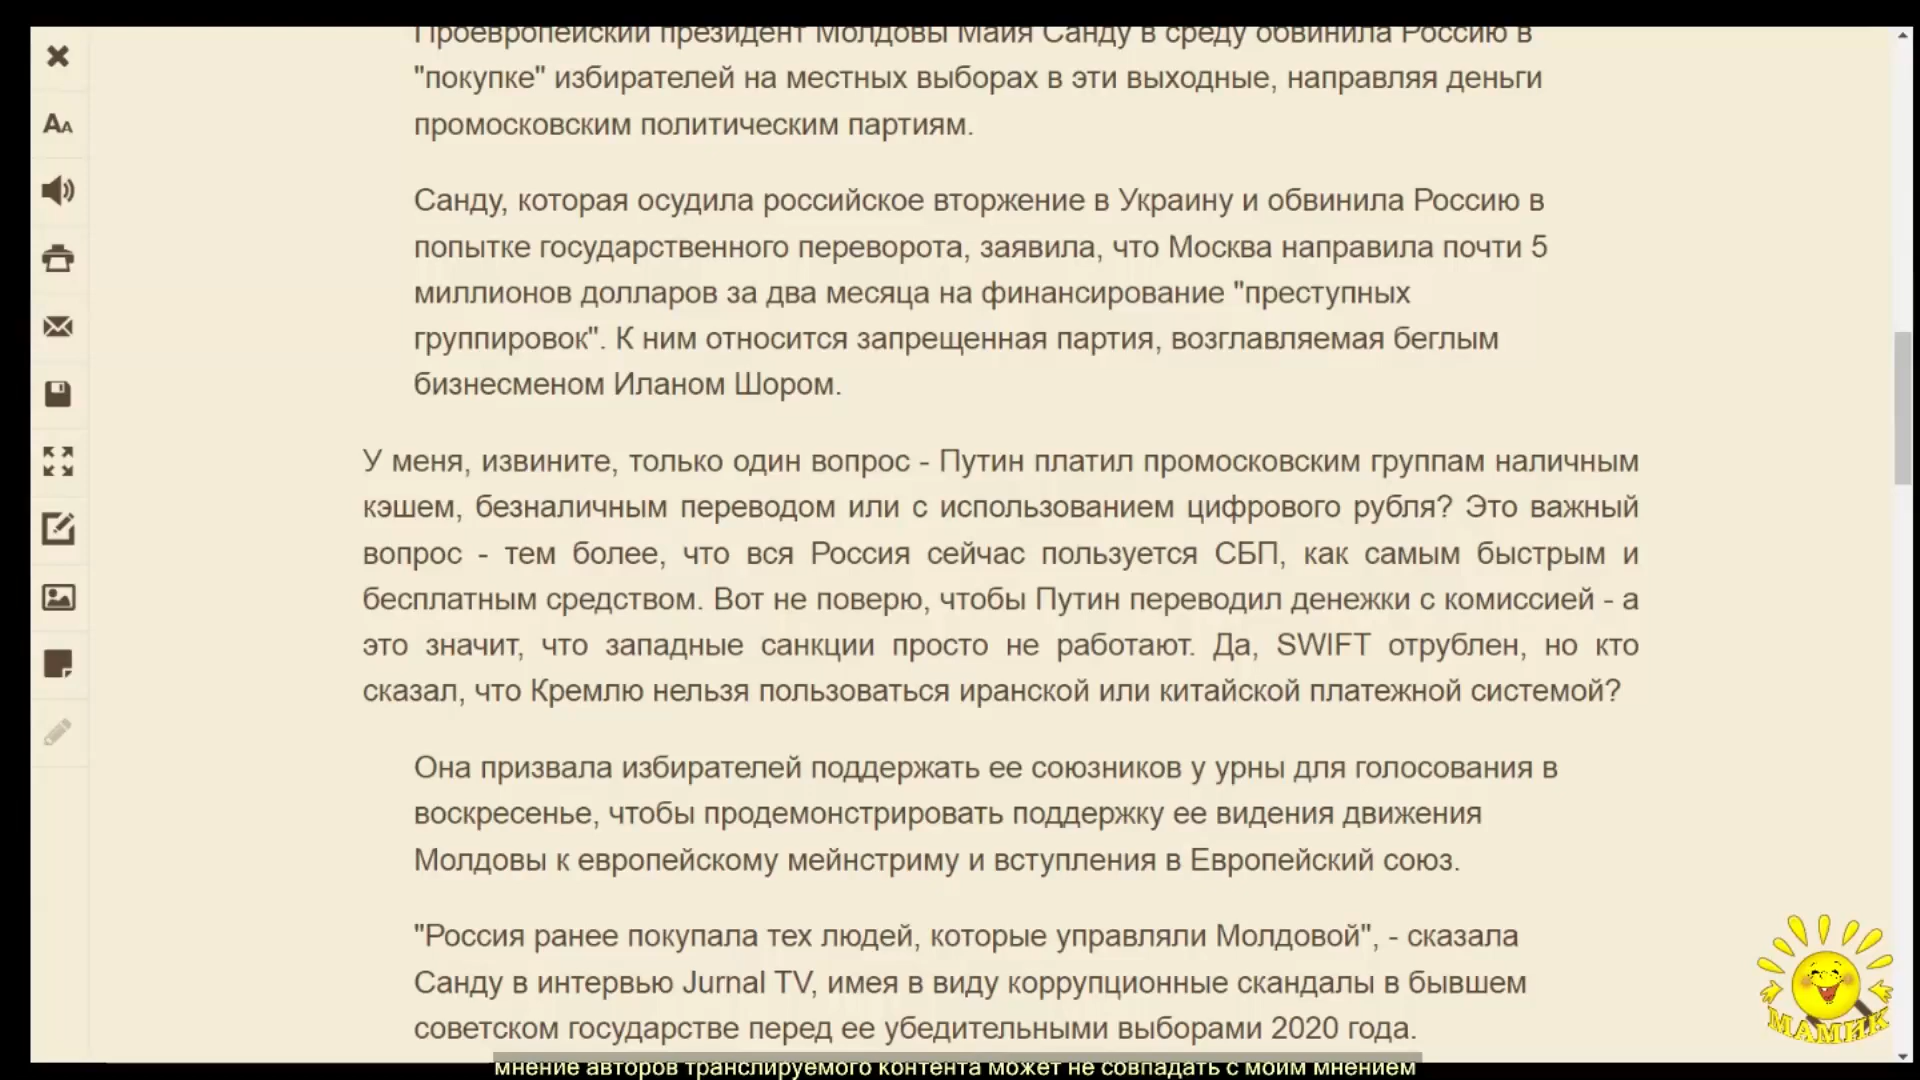 Проевропейский президент Молдовы Майя Санду в среду обвинила Россию в
"покупке" избирателей на местных выборах в эти выходные, направляя деньги
промосковским политическим партиям.
Санду, которая осудила российское вторжение в Украину и обвинила Россию в
попытке государственного переворота, заявила, что Москва направила почти 5
миллионов долларов за два месяца на финансирование "преступных
группировок". К ним относится запрещенная партия, возглавляемая беглым
бизнесменом Иланом Шором.
У меня, извините, только один вопрос - Путин платил промосковским группам наличным
кэшем, безналичным переводом или с использованием цифрового рубля? Это важный
вопрос - тем более, что вся Россия сейчас пользуется СБП, как самым быстрым и
бесплатным средством. Вот не поверю, чтобы Путин переводил денежки с комиссией - а
это значит, что западные санкции просто не работают. Да, SWIFT отрублен, но кто
сказал, что Кремлю нельзя пользоваться иранской или китайской платежной системой?
Она призвала избирателей поддержать ее союзников у урны для голосования в
воскресенье, чтобы продемонстрировать поддержку ее видения движения
Молдовы к европейскому мейнстриму и вступления в Европейский союз.
"Россия ранее покупала тех людей, которые управляли Молдовой", - сказала
Санду в интервью Jurnal TV, имея в виду коррупционные скандалы в бывшем
советском государстве перед ее убедительными выборами 2020 года.
МАМИК
мнение авторов транслируемого контента может не совпадать с моим мнением